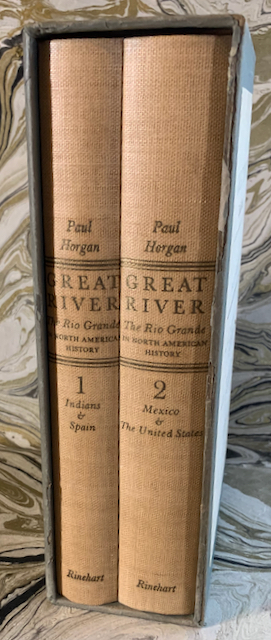 Paul
Horgan
GREAT
RIVER
The Rio Grande
IN NORTH AMERICAN
HISTORY
1
Indians
&
Spain
Rinehart
Paul
Horgan
GREAT
RIVER
The Rio Grande
IN NORTH AMERICAN
HISTORY
2
Mexico
&
The United States
Rinehart